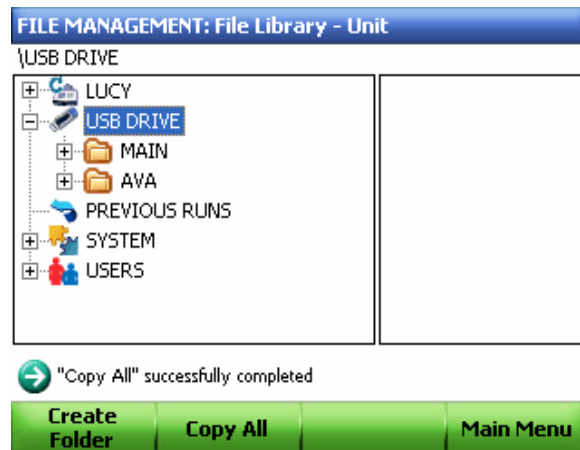 FILE MANAGEMENT: File Library - Unit
\USB DRIVE
LUCY
USB DRIVE
MAIN
AVA
PREVIOUS RUNS
SYSTEM
USERS
"Copy All" successfully completed
Create
Folder
Copy All
Main Menu